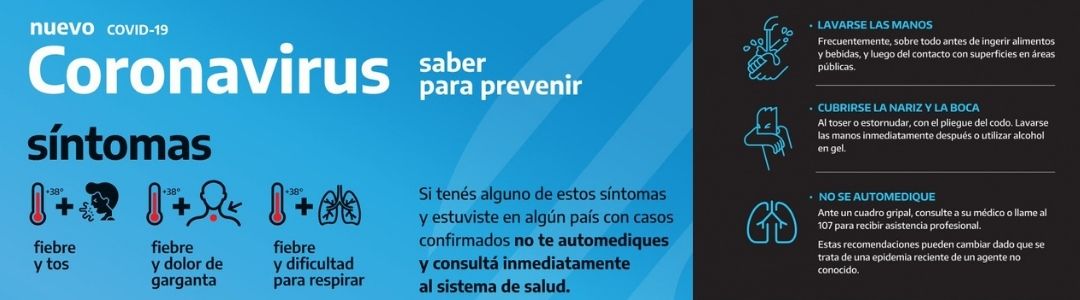 nuevo COVID-19
Coronavirus
saber
para prevenir
síntomas
+38°
+
fiebre
y tos
+38°
+
fiebre
y dolor de
garganta
+38°
+
fiebre
y dificultad
para respirar
Si tenés alguno de estos síntomas
y estuviste en algún país con casos
confirmados no te automediques
y consultá inmediatamente
al sistema de salud.
• LAVARSE LAS MANOS
Frecuentemente, sobre todo antes de ingerir alimentos
y bebidas, y luego del contacto con superficies en áreas
públicas.
• CUBRIRSE LA NARIZ Y LA BOCA
Al toser o estornudar, con el pliegue del codo. Lavarse
las manos inmediatamente después o utilizar alcohol
en gel.
• NO SE AUTOMEDIQUE
Ante un cuadro gripal, consulte a su médico o llame al
107 para recibir asistencia profesional.
Estas recomendaciones pueden cambiar dado que se
trata de una epidemia reciente de un agente no
conocido.